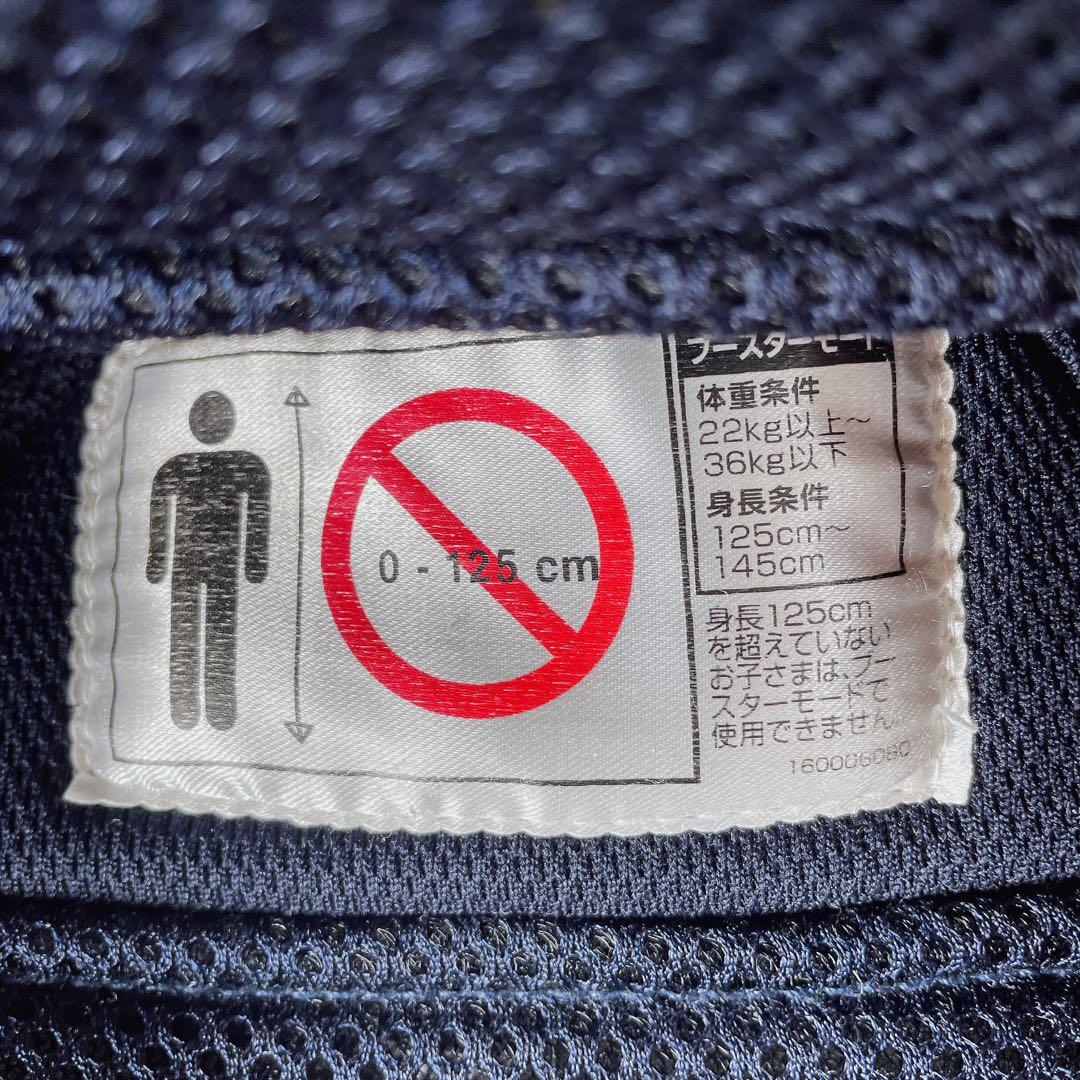 0 - 125 cm
ブースターモード
体重条件
22kg以上～
36kg以下
身長条件
125cm～
145cm
身長125cm
を超えていない
お子さまは、ブー
スターモードで
使用できません。
160006080